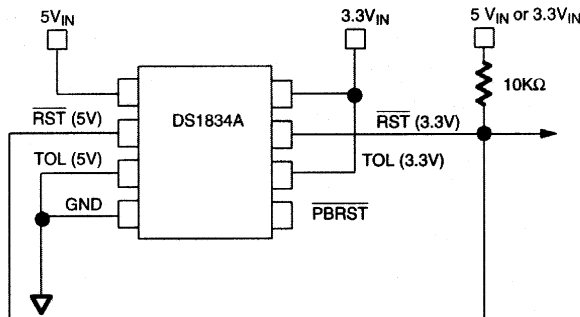 5V_IN
3.3V_IN
5 V_IN or 3.3V_IN
10KΩ
DS1834A
RST (5V)
RST (3.3V)
TOL (5V)
TOL (3.3V)
GND
PBRST